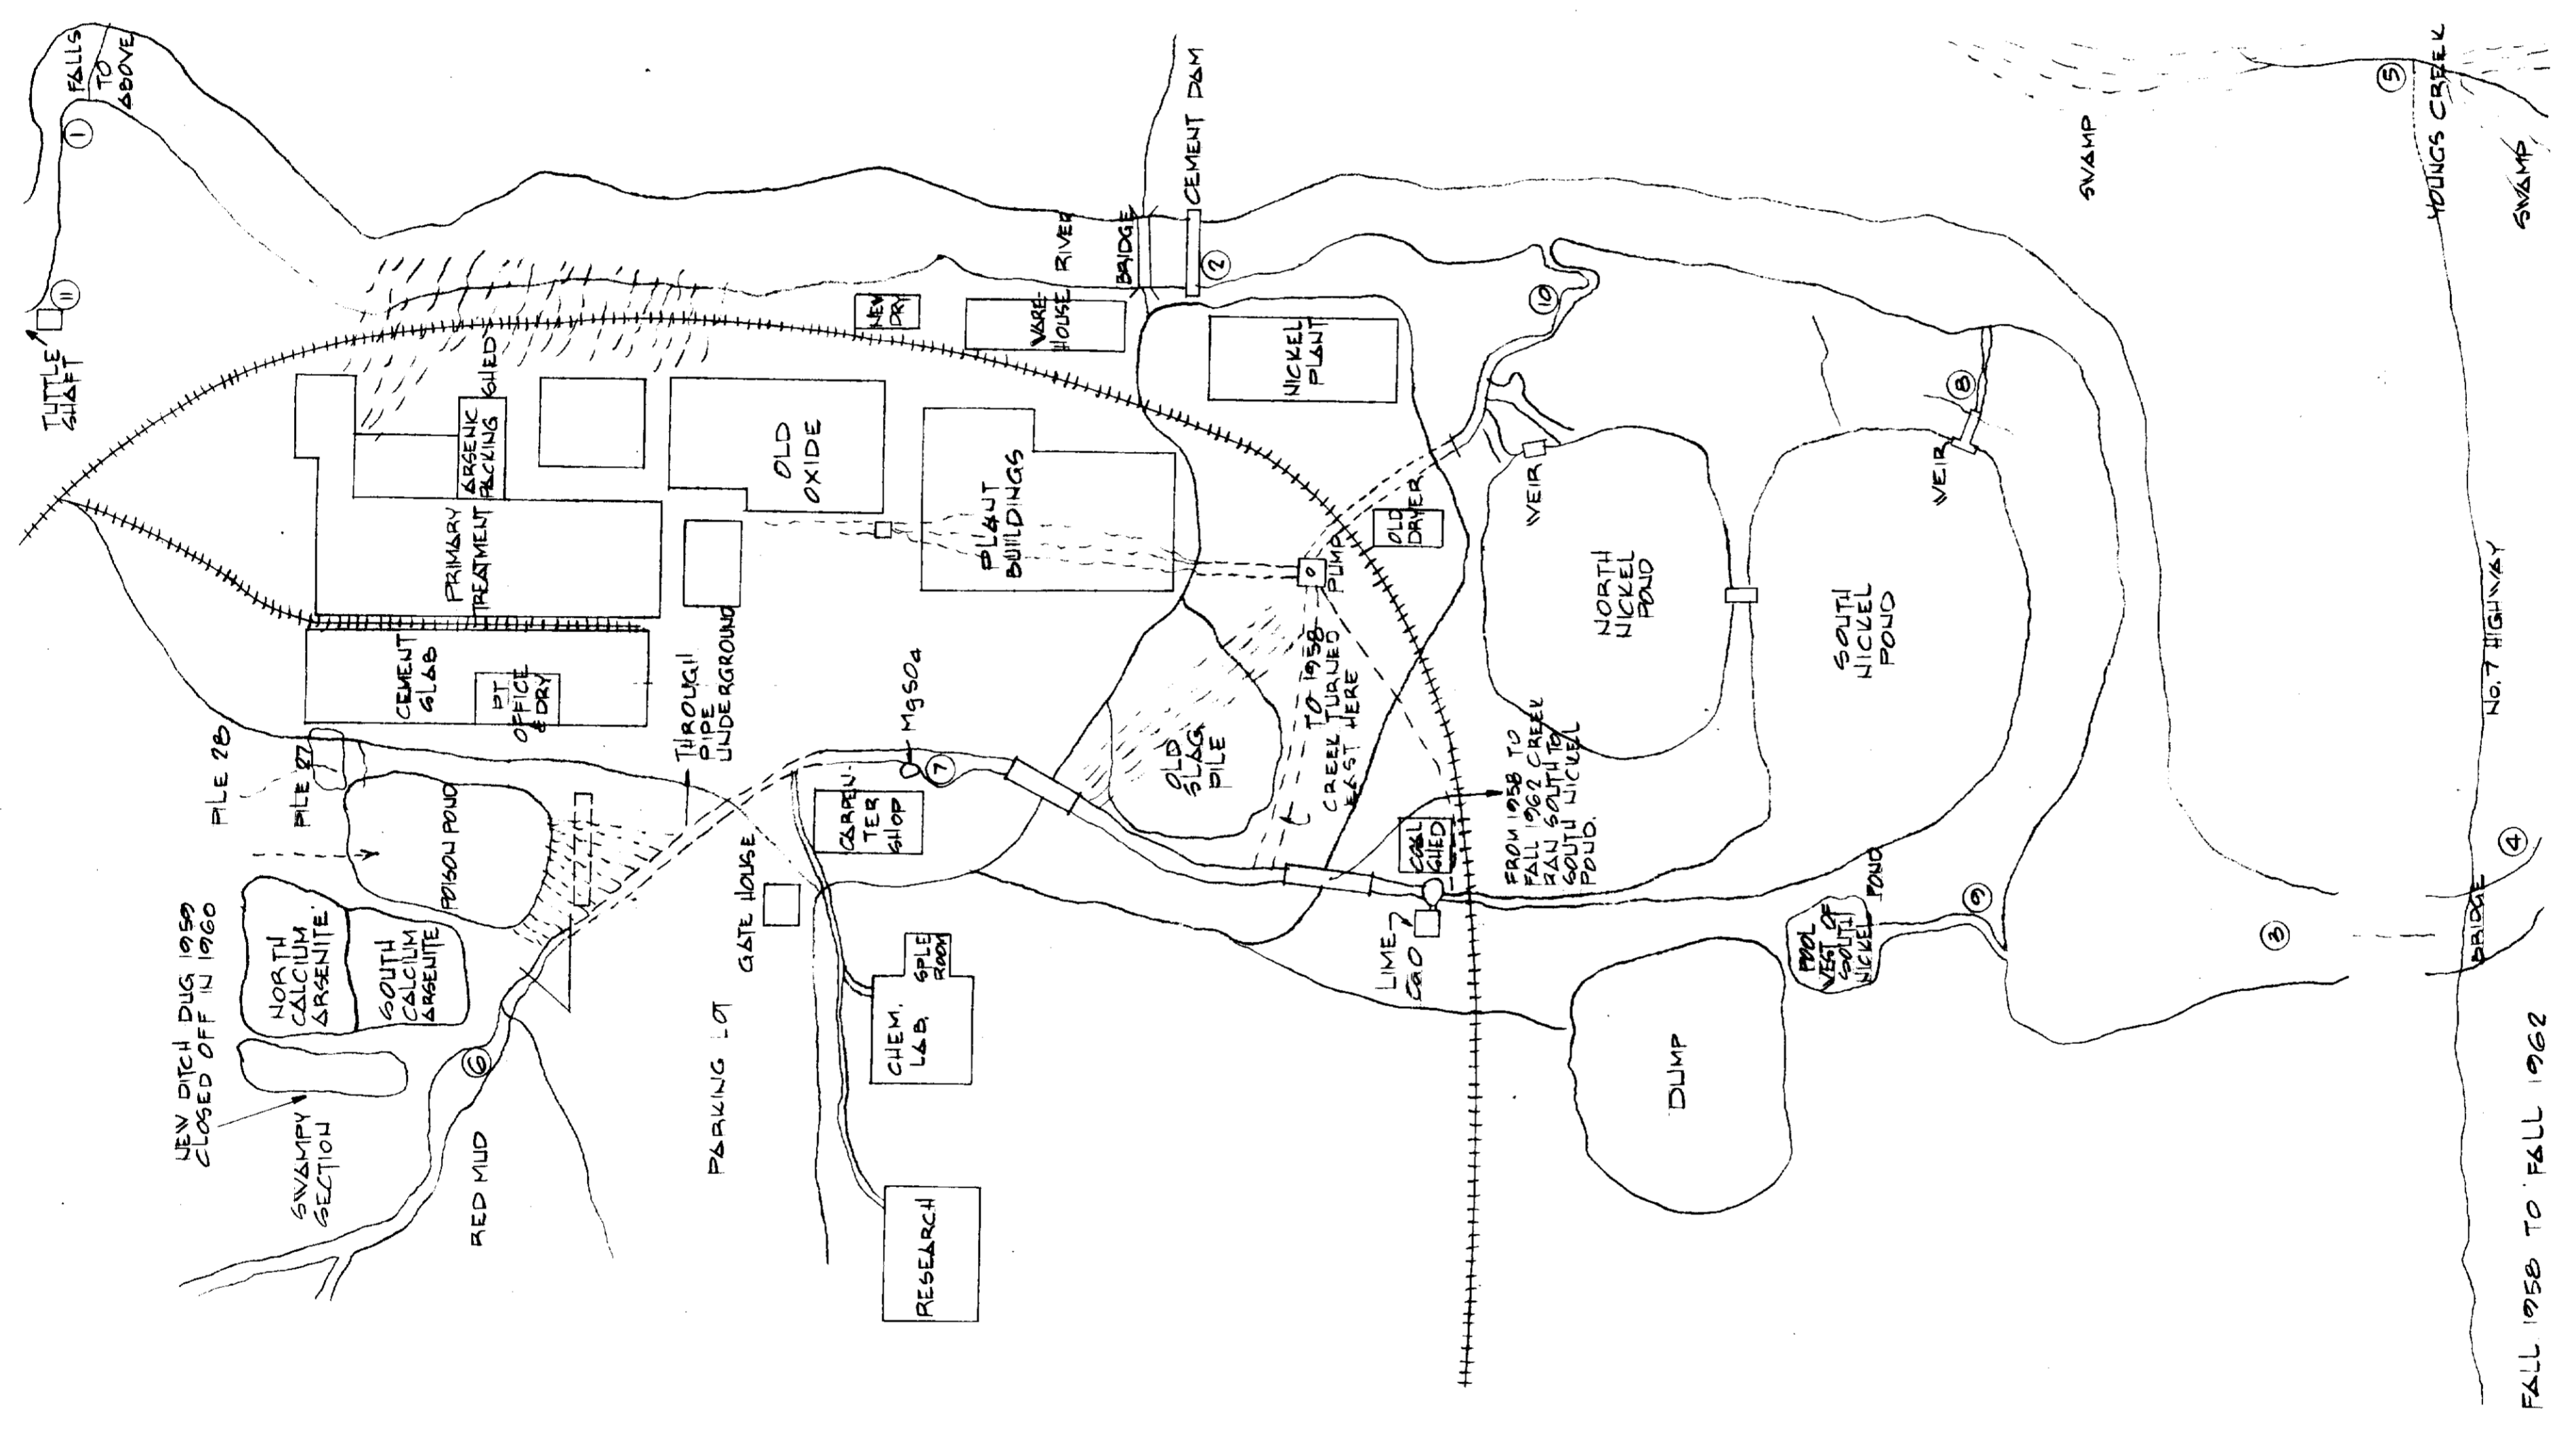 FALLS
TO
ABOVE
1
11
TUTTLE
SHAFT
ARSENIC
PACKING SHED
PRIMARY
TREATMENT
CEMENT
SLAB
PT
OFFICE
& DRY
OLD
OXIDE
NEW
DRY
WARE-
HOUSE
RIVER
BRIDGE
CEMENT DAM
2
NICKEL
PLANT
PLANT
BUILDINGS
PUMP
OLD
DRYER
10
WEIR
NORTH
NICKEL
POND
SOUTH
NICKEL
POND
WEIR
8
SWAMP
5
YOUNGS CREEK
SWAMP
No. 7 HIGHWAY
PILE 28
PILE 27
POISON POND
THROUGH
PIPE
UNDERGROUND
MgSO4
7
CARPEN-
TER
SHOP
GATE HOUSE
OLD
SLAG
PILE
TO 1958
CREEK TURNED
EAST HERE
FROM 1958 TO
FALL 1962 CREEK
RAN SOUTH TO
SOUTH NICKEL
POND.
COAL
SHED
LIME
CaO
NEW DITCH DUG 1959
CLOSED OFF IN 1960
NORTH
CALCIUM
ARSENITE
SOUTH
CALCIUM
ARSENITE
SWAMPY
SECTION
6
RED MUD
PARKING LOT
CHEM.
LAB.
SPLE
ROOM
RESEARCH
DUMP
POOL
WEST OF
SOUTH
NICKEL
POND
9
3
4
BRIDGE
FALL 1958 TO FALL 1962